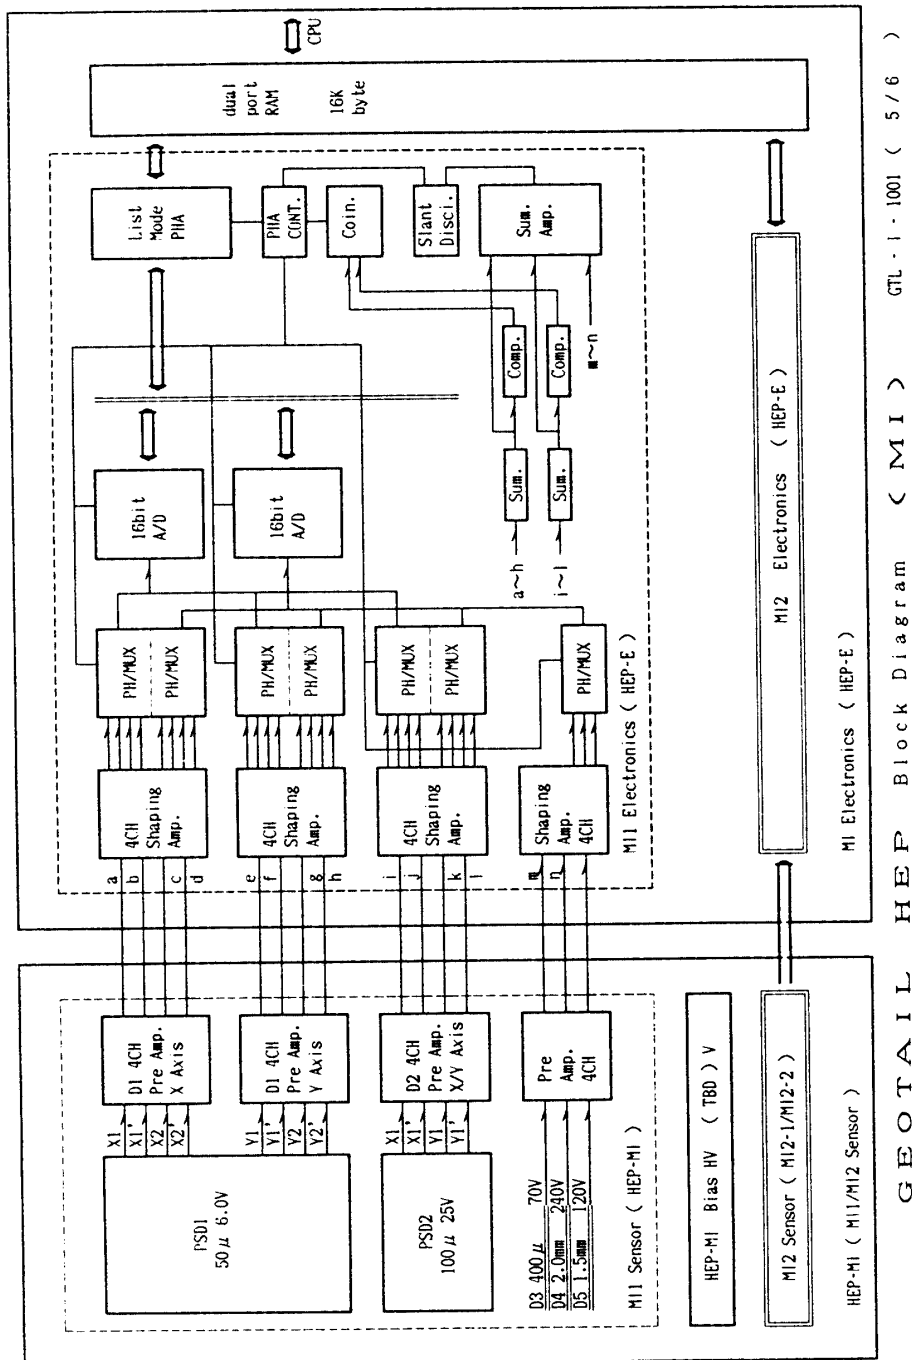 PSD1
50μ 6.0V
X1
X1'
X2
X2'
Y1
Y1'
Y2
Y2'
D1 4CH
Pre Amp.
X Axis
D1 4CH
Pre Amp.
Y Axis
PSD2
100μ 25V
X1
X1'
Y1
Y1'
D2 4CH
Pre Amp.
X/Y Axis
D3 400μ 70V
D4 2.0mm 240V
D5 1.5mm 120V
Pre
Amp.
4CH
MI1 Sensor ( HEP-MI )
HEP-MI Bias HV ( TBD ) V
MI2 Sensor ( MI2-1/MI2-2 )
HEP-MI ( MI1/MI2 Sensor )
a
b
c
d
4CH
Shaping
Amp.
PH/MUX
PH/MUX
e
f
g
h
4CH
Shaping
Amp.
PH/MUX
PH/MUX
i
j
k
l
4CH
Shaping
Amp.
PH/MUX
PH/MUX
m
n
Shaping
Amp.
4CH
PH/MUX
16bit
A/D
16bit
A/D
a~h
Sum.
Comp.
i~l
Sum.
Comp.
m~n
List
Mode
PHA
PHA
CONT.
Coin.
Slant
Disci.
Sum.
Amp.
MI1 Electronics ( HEP-E )
dual
port
RAM
16K
byte
CPU
MI2 Electronics ( HEP-E )
MI Electronics ( HEP-E )
GEOTAIL HEP Block Diagram ( MI ) GTL - 1 - 1001 ( 5/6 )